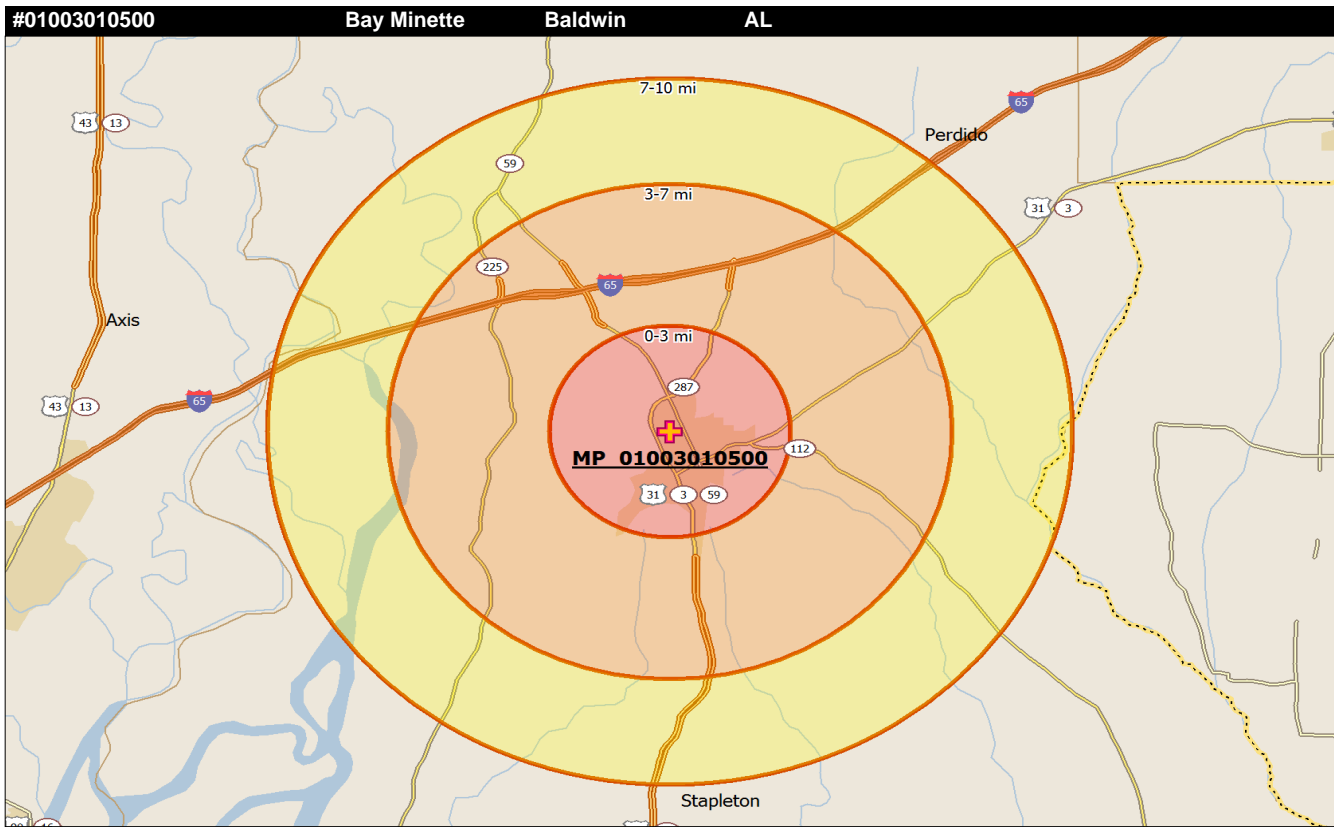 #01003010500 Bay Minette Baldwin AL
7-10 mi
65
43 13
Perdido
59
3-7 mi
31 3
225
65
Axis
0-3 mi
287
65
43 13
MP 01003010500
112
31 3 59
Stapleton